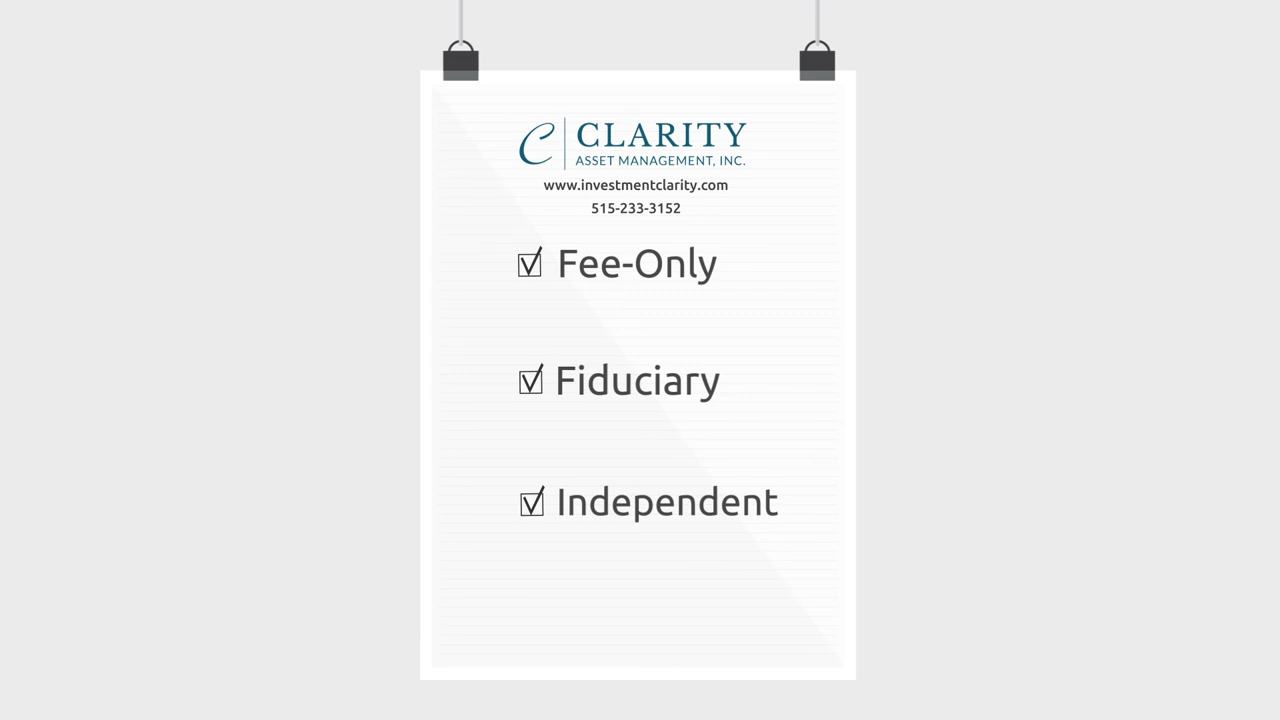 C CLARITY
ASSET MANAGEMENT, INC.
www.investmentclarity.com
515-233-3152
Fee-Only
Fiduciary
Independent